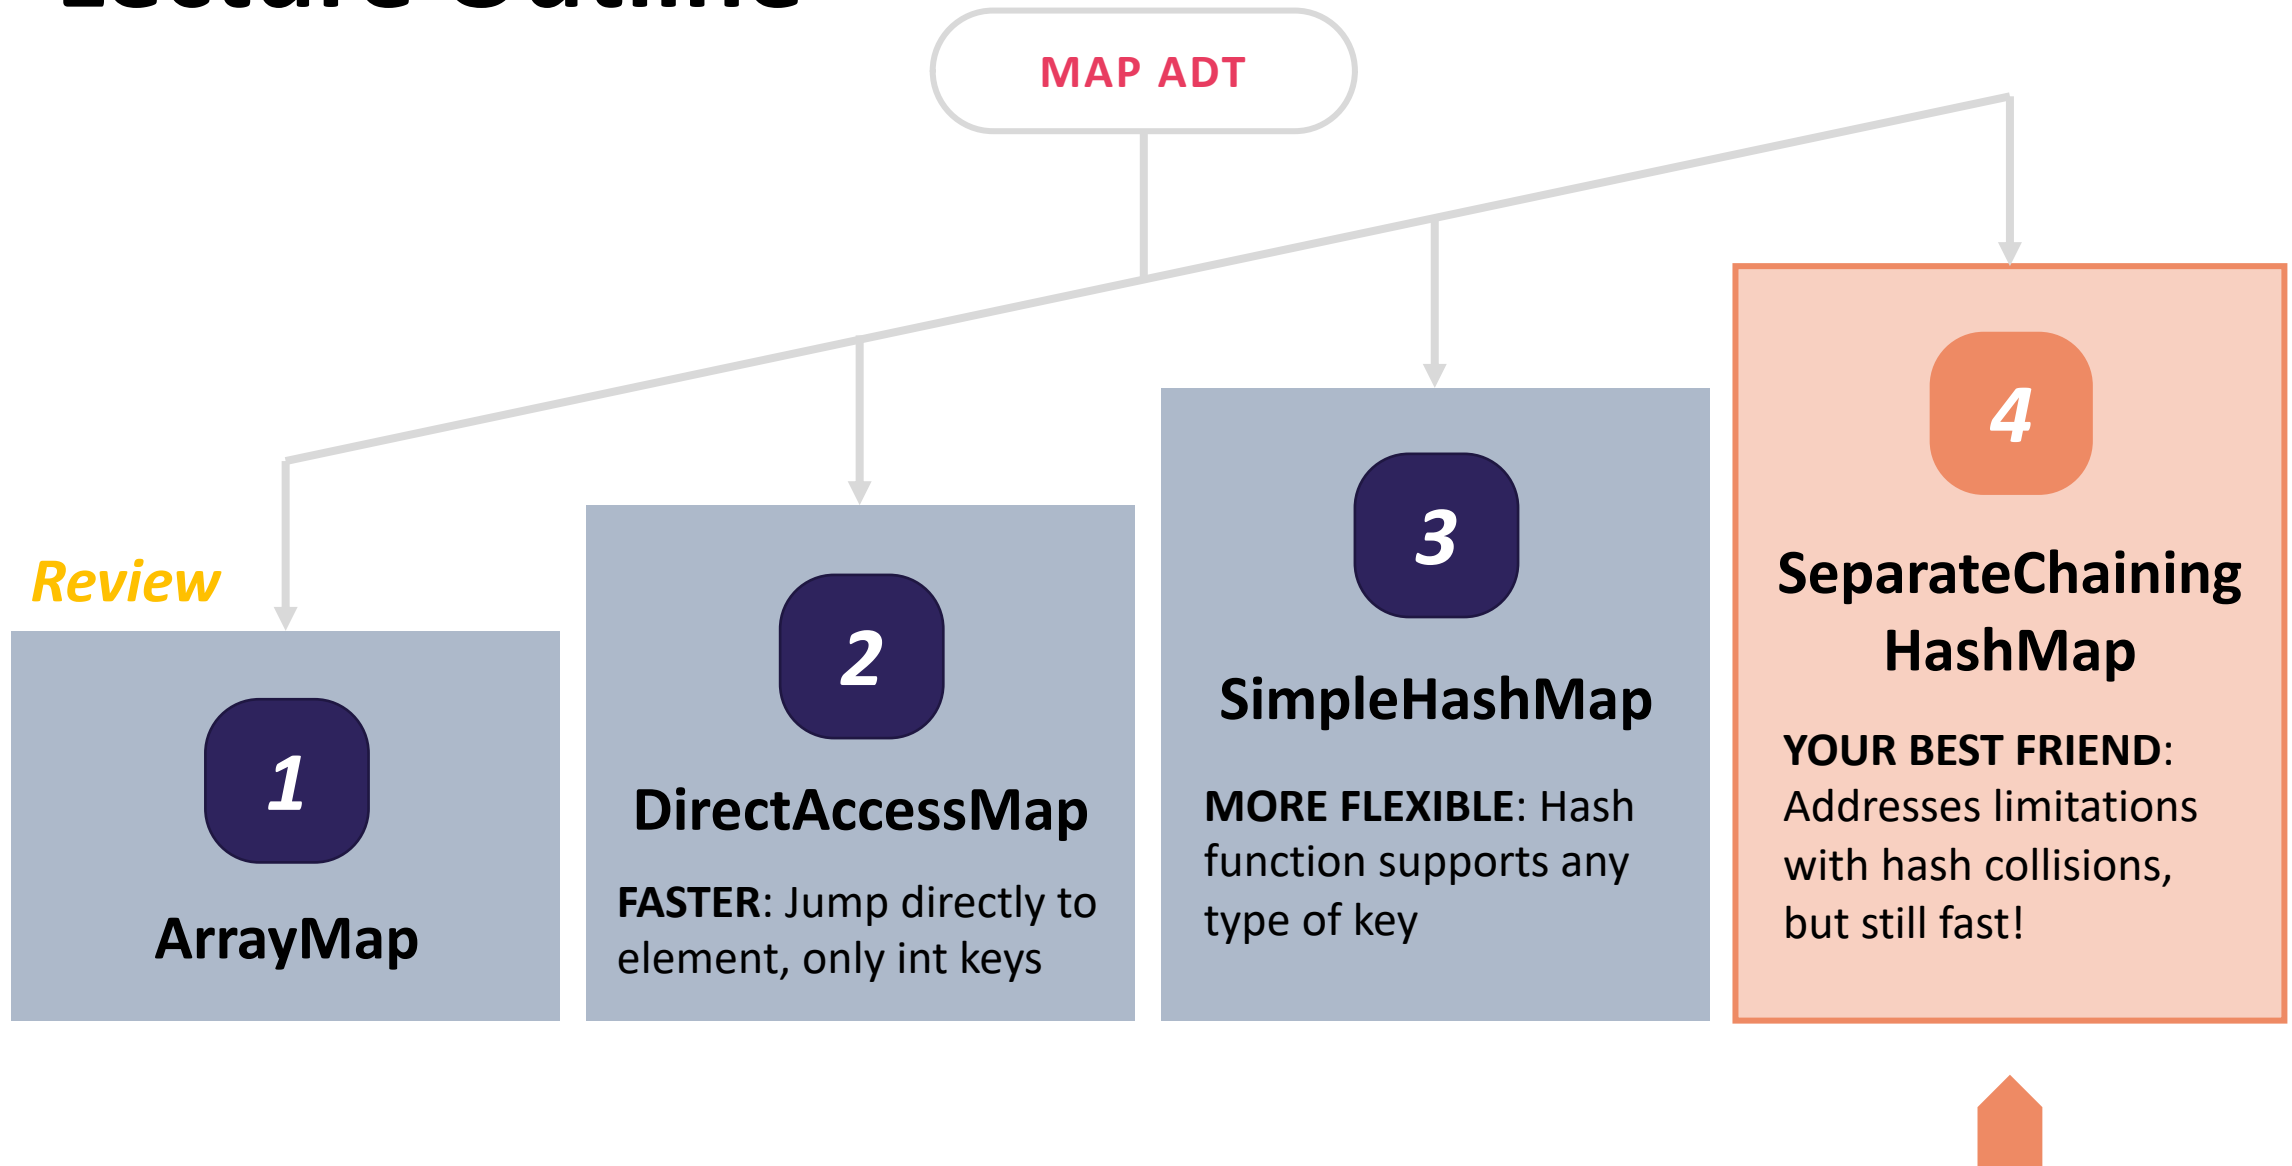 Lecture Outline
MAP ADT
Review
1
ArrayMap
2
DirectAccessMap
FASTER: Jump directly to
element, only int keys
3
SimpleHashMap
MORE FLEXIBLE: Hash
function supports any
type of key
4
SeparateChaining
HashMap
YOUR BEST FRIEND:
Addresses limitations
with hash collisions,
but still fast!